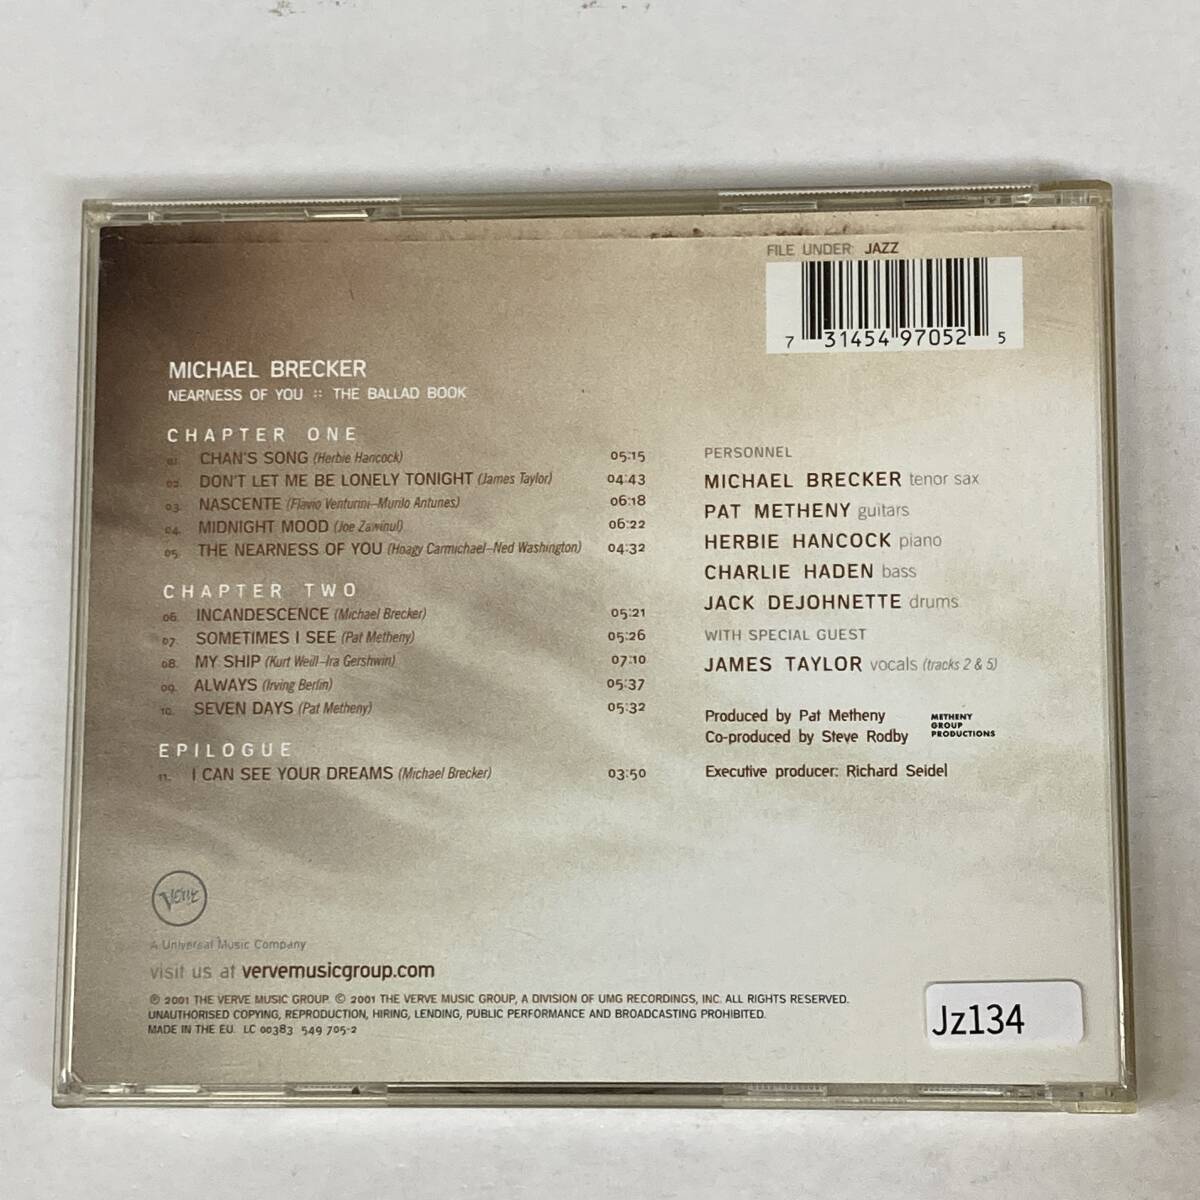 FILE UNDER: JAZZ
7 31454 97052 5
MICHAEL BRECKER
NEARNESS OF YOU :: THE BALLAD BOOK
CHAPTER ONE
01. CHAN'S SONG (Herbie Hancock) 05:15
02. DON'T LET ME BE LONELY TONIGHT (James Taylor) 04:43
03. NASCENTE (Flavio Venturini–Murilo Antunes) 06:18
04. MIDNIGHT MOOD (Joe Zawinul) 06:22
05. THE NEARNESS OF YOU (Hoagy Carmichael–Ned Washington) 04:32
CHAPTER TWO
06. INCANDESCENCE (Michael Brecker) 05:21
07. SOMETIMES I SEE (Pat Metheny) 05:26
08. MY SHIP (Kurt Weill–Ira Gershwin) 07:10
09. ALWAYS (Irving Berlin) 05:37
10. SEVEN DAYS (Pat Metheny) 05:32
EPILOGUE
11. I CAN SEE YOUR DREAMS (Michael Brecker) 03:50
PERSONNEL
MICHAEL BRECKER tenor sax
PAT METHENY guitars
HERBIE HANCOCK piano
CHARLIE HADEN bass
JACK DEJOHNETTE drums
WITH SPECIAL GUEST
JAMES TAYLOR vocals (tracks 2 & 5)
Produced by Pat Metheny
Co-produced by Steve Rodby
METHENY
GROUP
PRODUCTIONS
Executive producer: Richard Seidel
VERVE
A Universal Music Company
visit us at vervemusicgroup.com
℗ 2001 THE VERVE MUSIC GROUP. © 2001 THE VERVE MUSIC GROUP, A DIVISION OF UMG RECORDINGS, INC. ALL RIGHTS RESERVED.
UNAUTHORISED COPYING, REPRODUCTION, HIRING, LENDING, PUBLIC PERFORMANCE AND BROADCASTING PROHIBITED.
MADE IN THE EU. LC 00383 549 705-2
Jz134